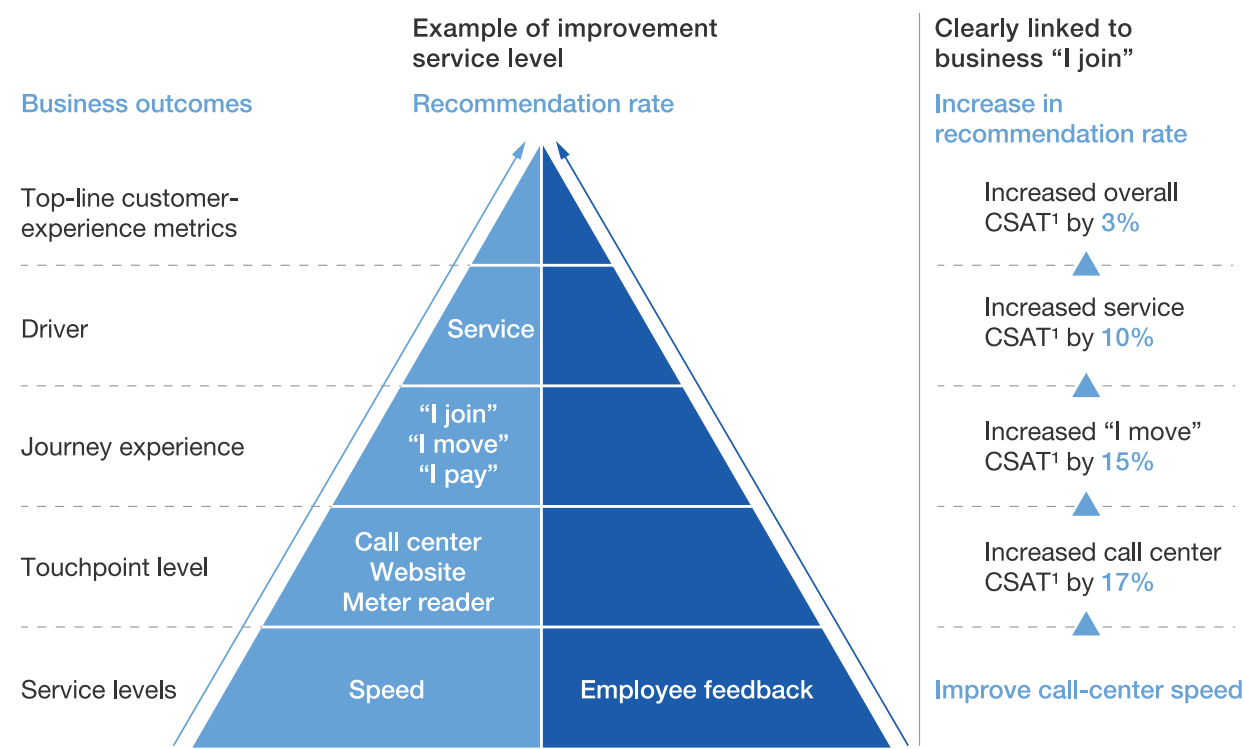 Example of improvement
service level
Clearly linked to
business “I join”
Business outcomes
Recommendation rate
Increase in
recommendation rate
Top-line customer-
experience metrics
Increased overall
CSAT¹ by 3%
Driver
Service
Increased service
CSAT¹ by 10%
Journey experience
“I join”
“I move”
“I pay”
Increased “I move”
CSAT¹ by 15%
Touchpoint level
Call center
Website
Meter reader
Increased call center
CSAT¹ by 17%
Service levels
Speed
Employee feedback
Improve call-center speed